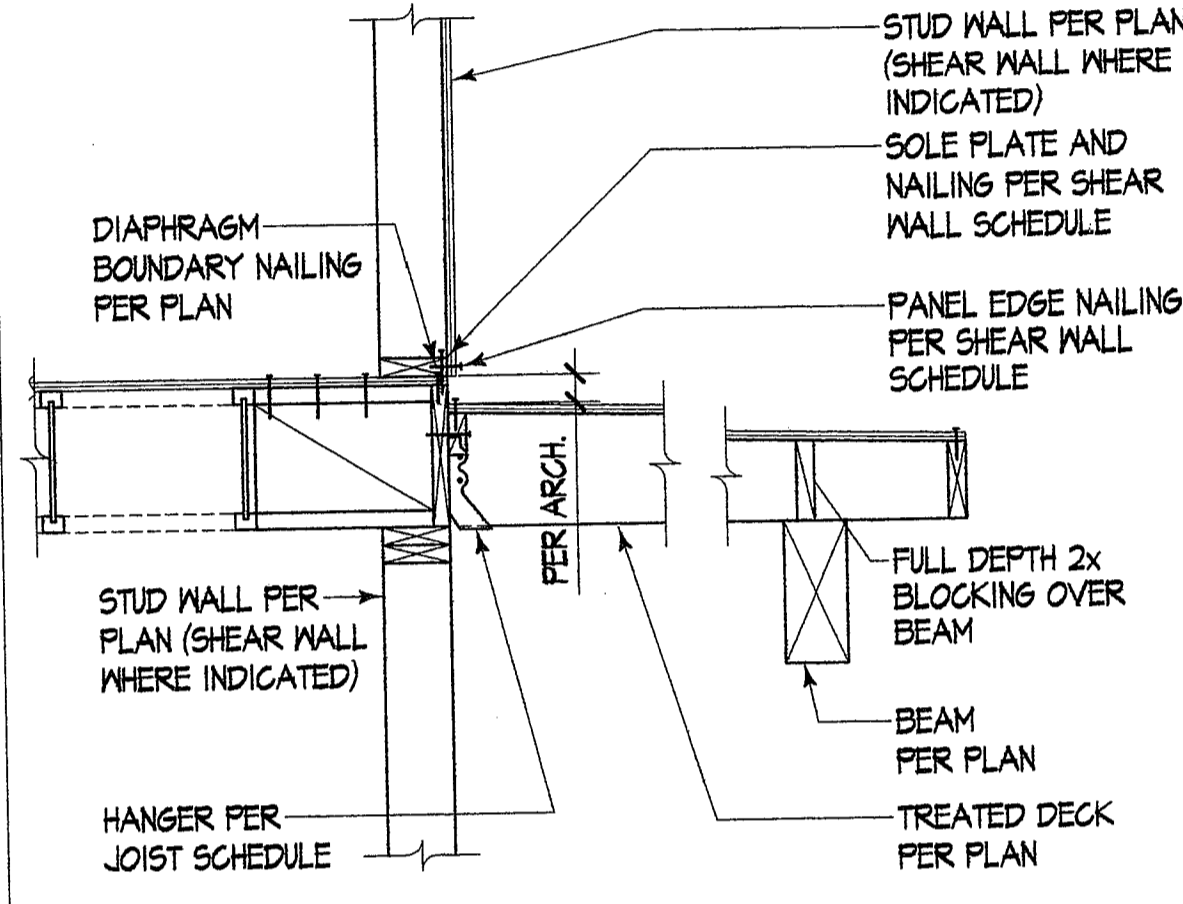 STUD WALL PER PLAN
(SHEAR WALL WHERE
INDICATED)
SOLE PLATE AND
NAILING PER SHEAR
WALL SCHEDULE
DIAPHRAGM
BOUNDARY NAILING
PER PLAN
PANEL EDGE NAILING
PER SHEAR WALL
SCHEDULE
PER ARCH.
FULL DEPTH 2x
BLOCKING OVER
BEAM
STUD WALL PER
PLAN (SHEAR WALL
WHERE INDICATED)
BEAM
PER PLAN
HANGER PER
JOIST SCHEDULE
TREATED DECK
PER PLAN